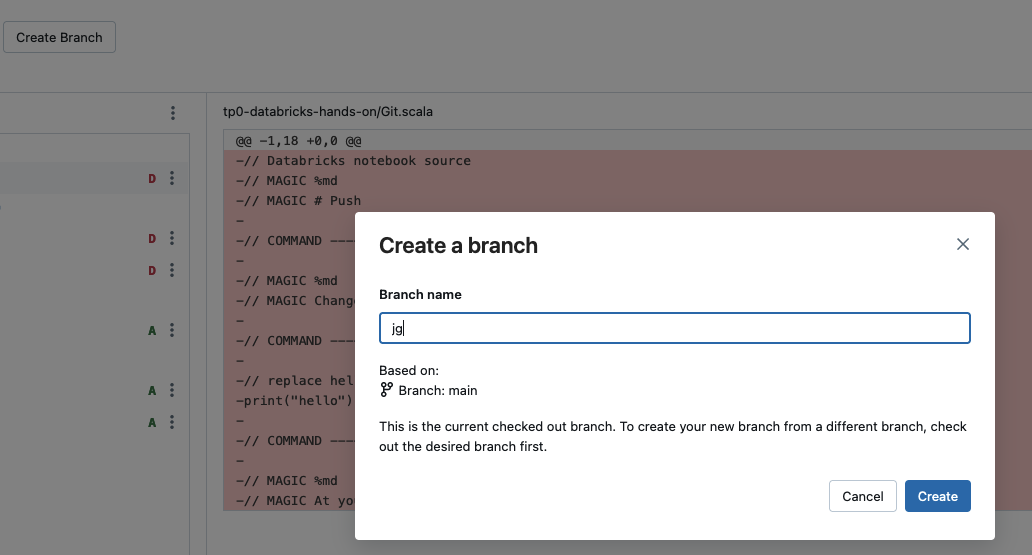 Create Branch
tp0-databricks-hands-on/Git.scala
@@ -1,18 +0,0 @@
-// Databricks notebook source
-// MAGIC %md
-// MAGIC # Push
-
-// COMMAND ----
-
-// MAGIC %md
-// MAGIC Change
-
-// COMMAND ----
-
-// replace hel
-print("hello")
-
-// COMMAND ----
-
-// MAGIC %md
-// MAGIC At yo
D
D
D
A
A
A
Create a branch
Branch name
jg
Based on:
Branch: main
This is the current checked out branch. To create your new branch from a different branch, check
out the desired branch first.
Cancel
Create